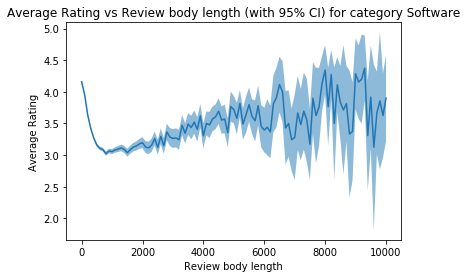 Average Rating vs Review body length (with 95% CI) for category Software
5.0
4.5
4.0
3.5
3.0
2.5
2.0
Average Rating
0 2000 4000 6000 8000 10000
Review body length